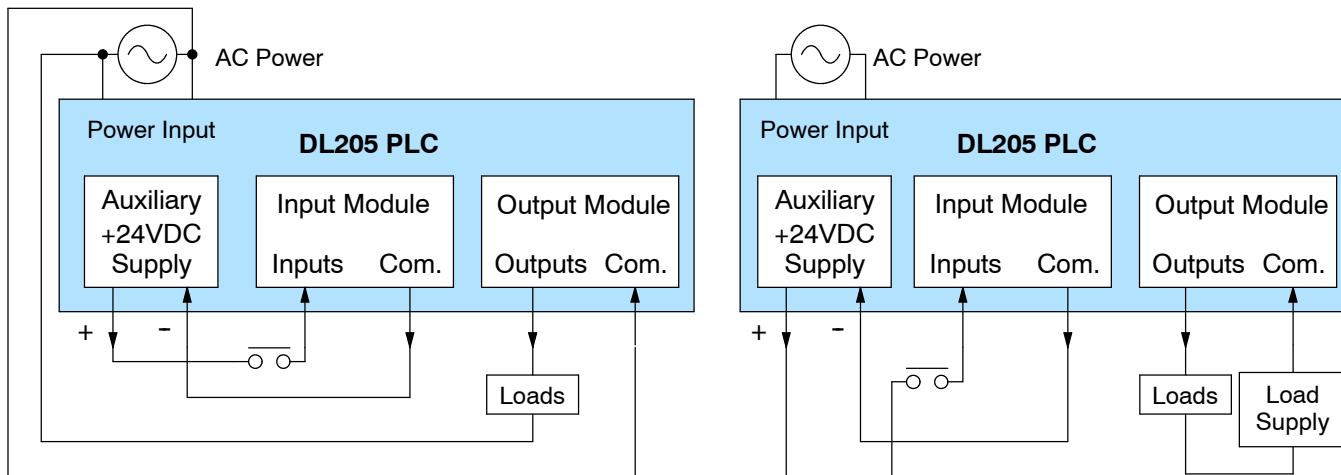 AC Power
Power Input
DL205 PLC
Auxiliary
+24VDC
Supply
Input Module
Inputs Com.
Output Module
Outputs Com.
+ -
Loads
AC Power
Power Input
DL205 PLC
Auxiliary
+24VDC
Supply
Input Module
Inputs Com.
Output Module
Outputs Com.
+ -
Loads
Load
Supply